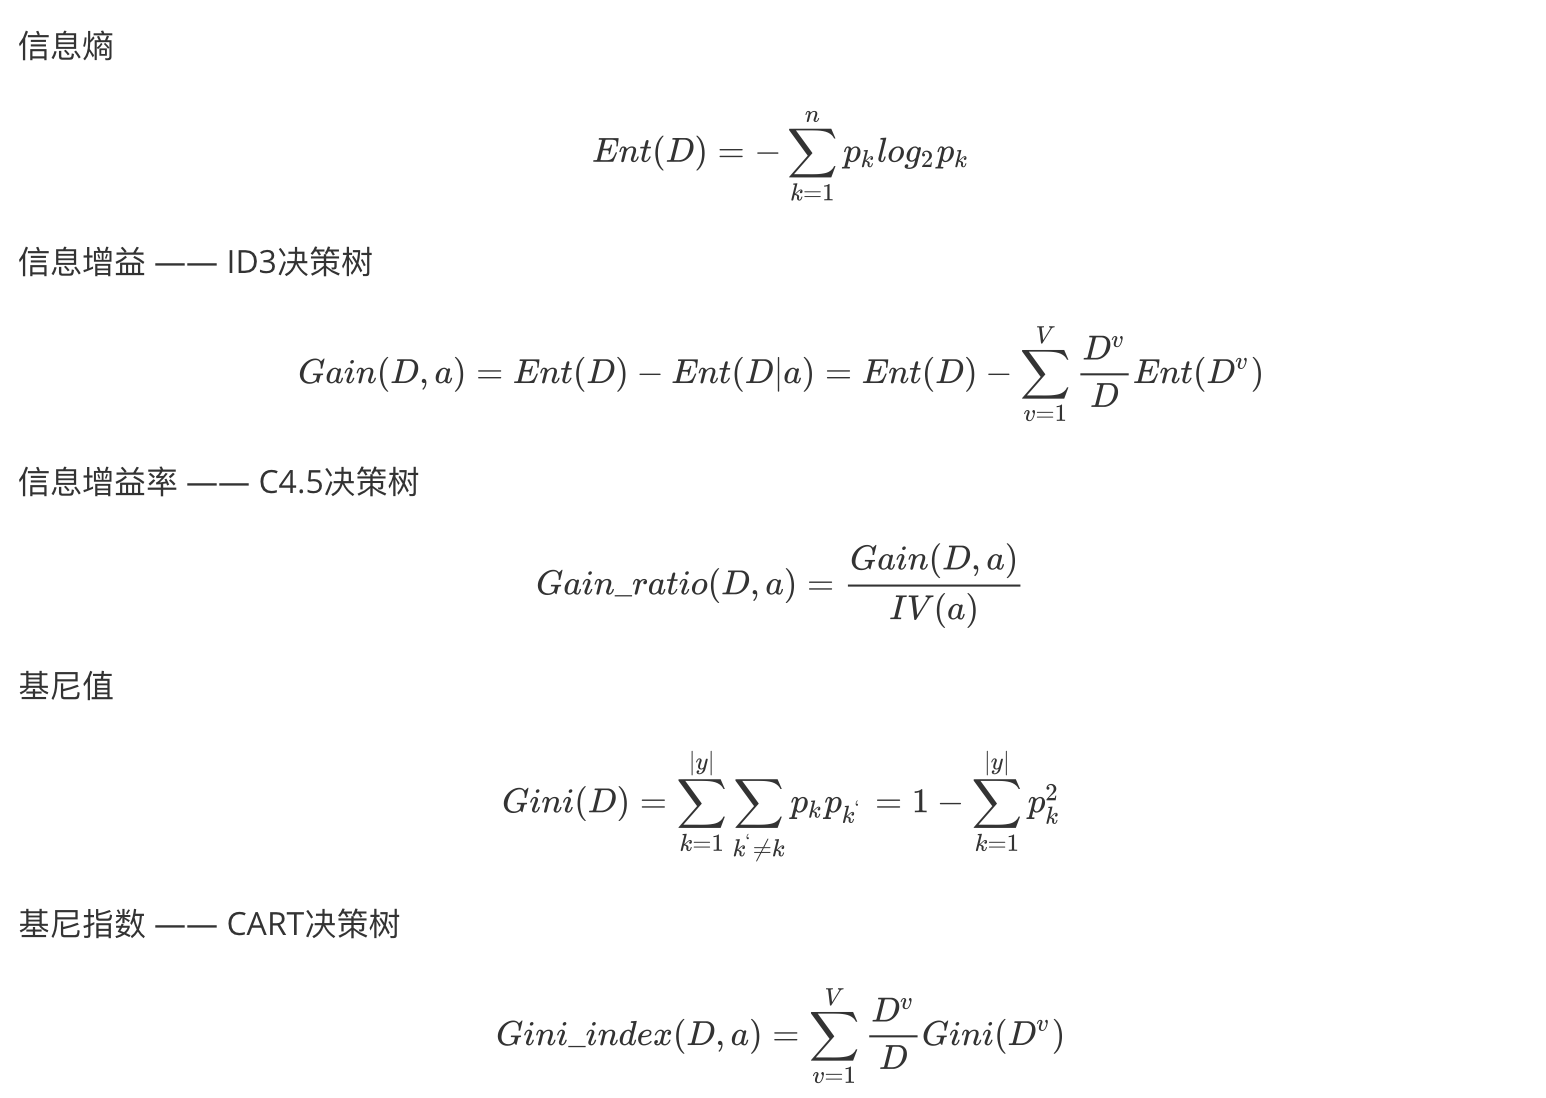 信息熵
$$Ent(D) = -\sum_{k=1}^{n} p_k log_2 p_k$$
信息增益 —— ID3决策树
$$Gain(D, a) = Ent(D) - Ent(D|a) = Ent(D) - \sum_{v=1}^{V} \frac{D^v}{D} Ent(D^v)$$
信息增益率 —— C4.5决策树
$$Gain\_ratio(D, a) = \frac{Gain(D, a)}{IV(a)}$$
基尼值
$$Gini(D) = \sum_{k=1}^{|y|} \sum_{k^{‘} \neq k} p_k p_{k^{‘}} = 1 - \sum_{k=1}^{|y|} p_k^2$$
基尼指数 —— CART决策树
$$Gini\_index(D, a) = \sum_{v=1}^{V} \frac{D^v}{D} Gini(D^v)$$